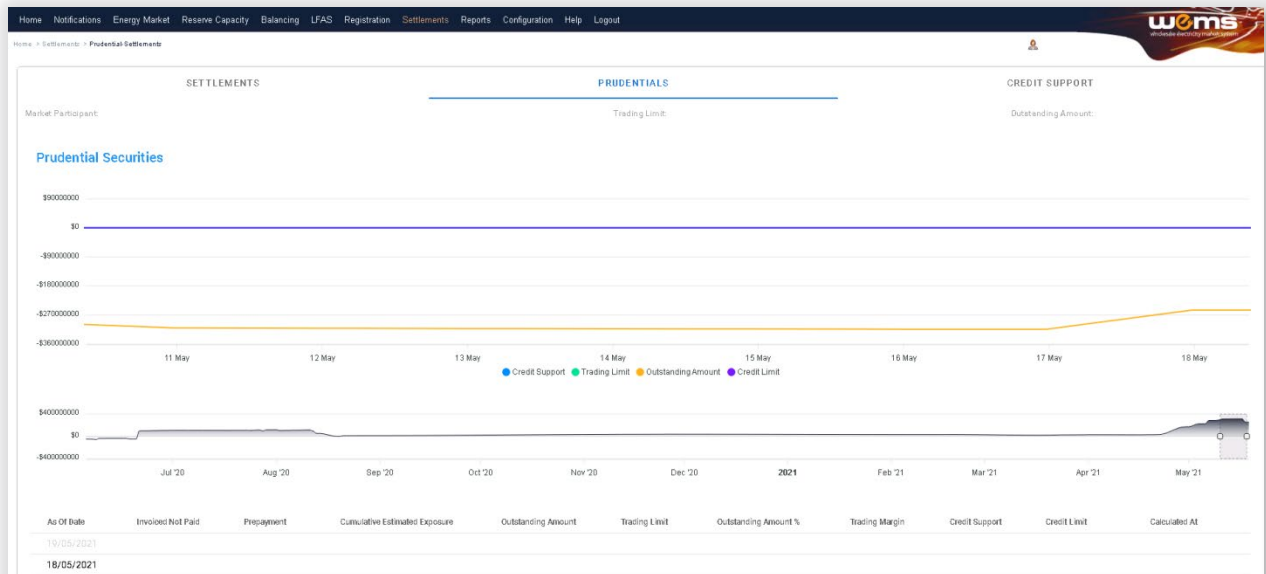 Home Notifications Energy Market Reserve Capacity Balancing LFAS Registration Settlements Reports Configuration Help Logout
wems
wholesale electricity market system
Home > Settlements > Prudential-Settlements
SETTLEMENTS PRUDENTIALS CREDIT SUPPORT
Market Participant: Trading Limit: Outstanding Amount:
Prudential Securities
$90000000
$0
-$90000000
-$180000000
-$270000000
-$360000000
11 May 12 May 13 May 14 May 15 May 16 May 17 May 18 May
Credit Support Trading Limit Outstanding Amount Credit Limit
$400000000
$0
-$400000000
Jul '20 Aug '20 Sep '20 Oct '20 Nov '20 Dec '20 2021 Feb '21 Mar '21 Apr '21 May '21
As Of Date Invoiced Not Paid Prepayment Cumulative Estimated Exposure Outstanding Amount Trading Limit Outstanding Amount % Trading Margin Credit Support Credit Limit Calculated At
19/05/2021
18/05/2021